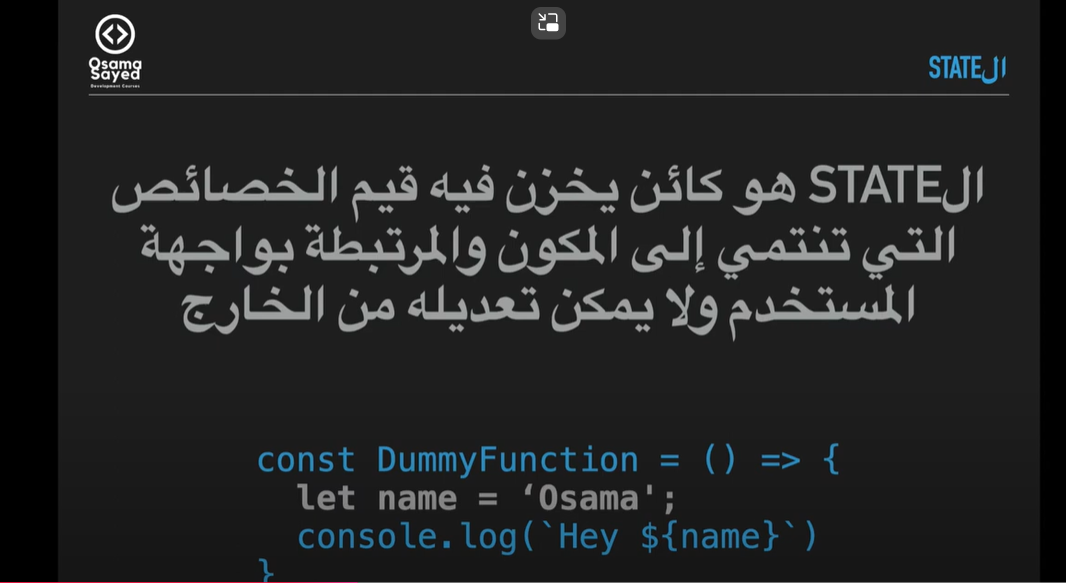 Osama
Sayed
Development Courses
الSTATE
الSTATE هو كائن يخزن فيه قيم الخصائص
التي تنتمي إلى المكون والمرتبطة بواجهة
المستخدم ولا يمكن تعديله من الخارج
const DummyFunction = () => {
let name = ‘Osama';
console.log(`Hey ${name}`)
}